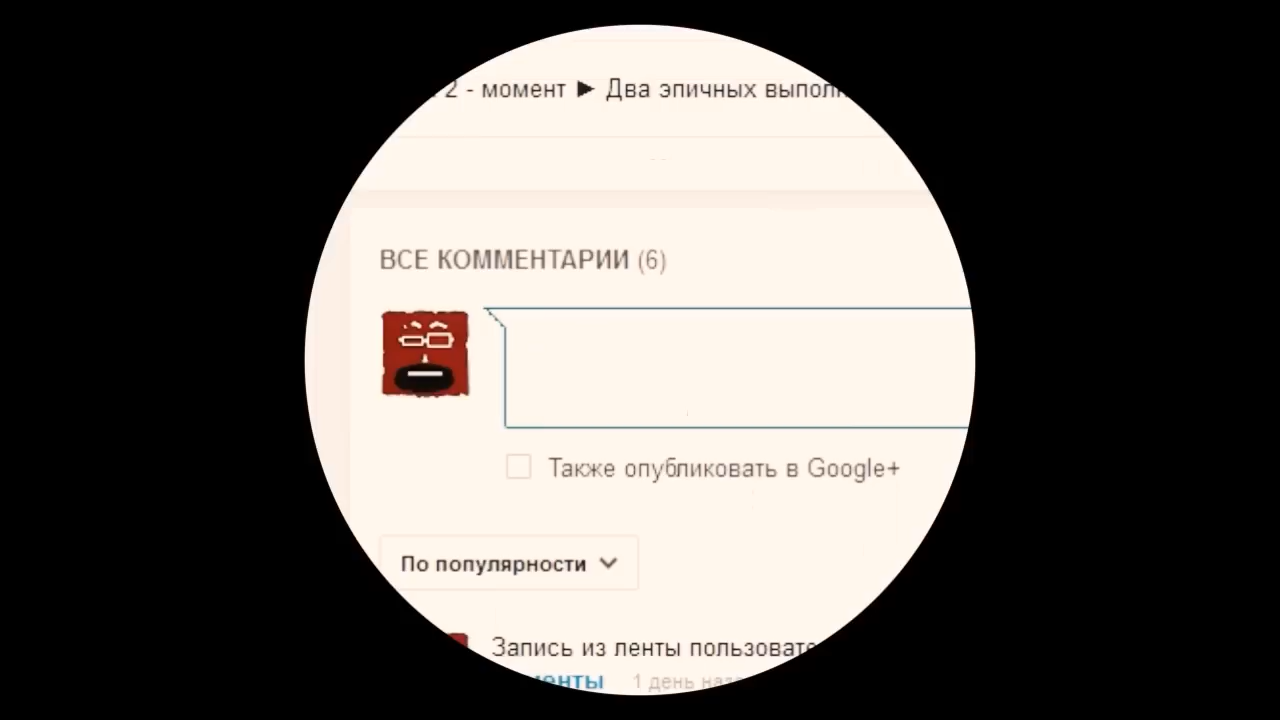 2 - момент ► Два эпичных
ВСЕ КОММЕНТАРИИ (6)
Также опубликовать в Google+
По популярности
Запись из ленты
1 день